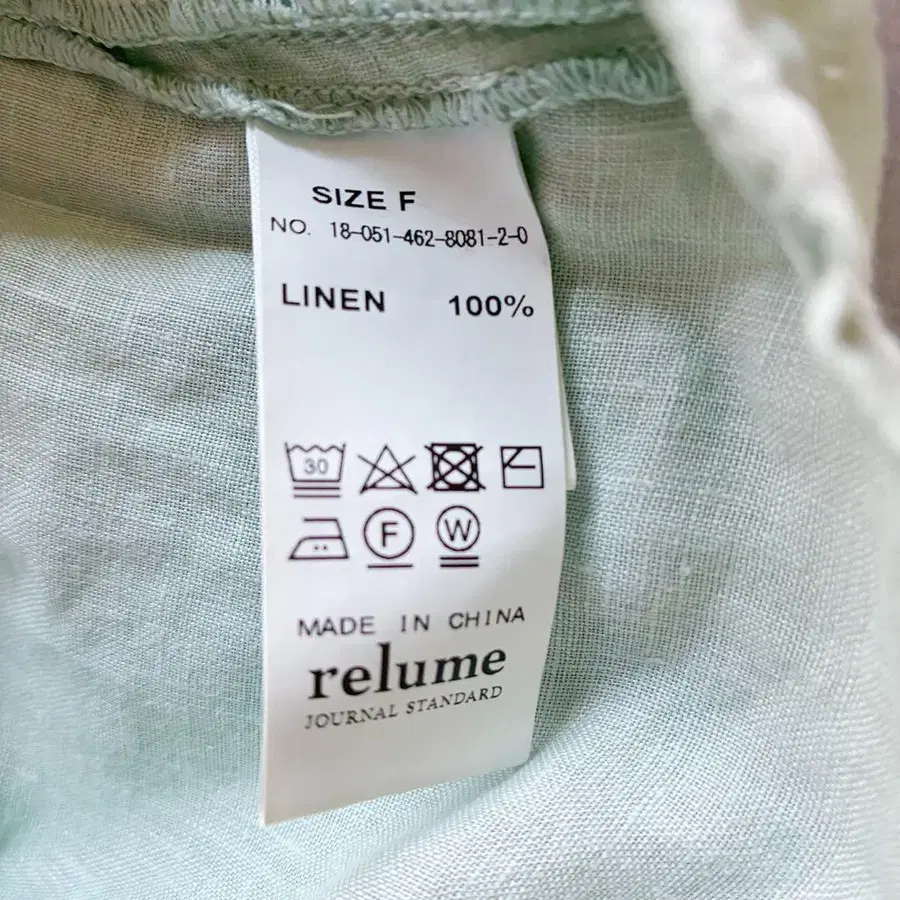 SIZE F
NO. 18-051-462-8081-2-0
LINEN 100%
30
F W
MADE IN CHINA
relume
JOURNAL STANDARD